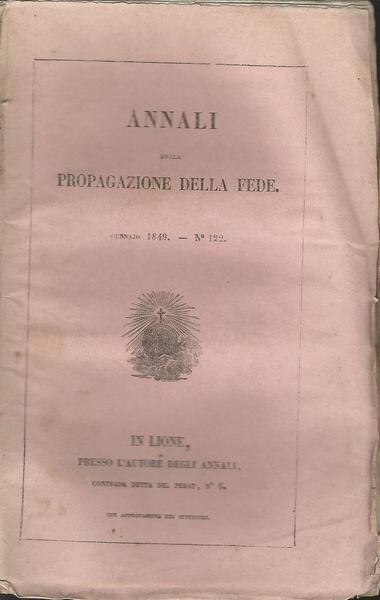 ANNALI
DELLA
PROPAGAZIONE DELLA FEDE.
GENNAJO 1849. — N° 122.
IN LIONE,
PRESSO L'AUTORE DEGLI ANNALI,
CONTRADA DETTA DEL PERAT, N° 6.
CON APPROVAZIONE DEI SUPERIORI.